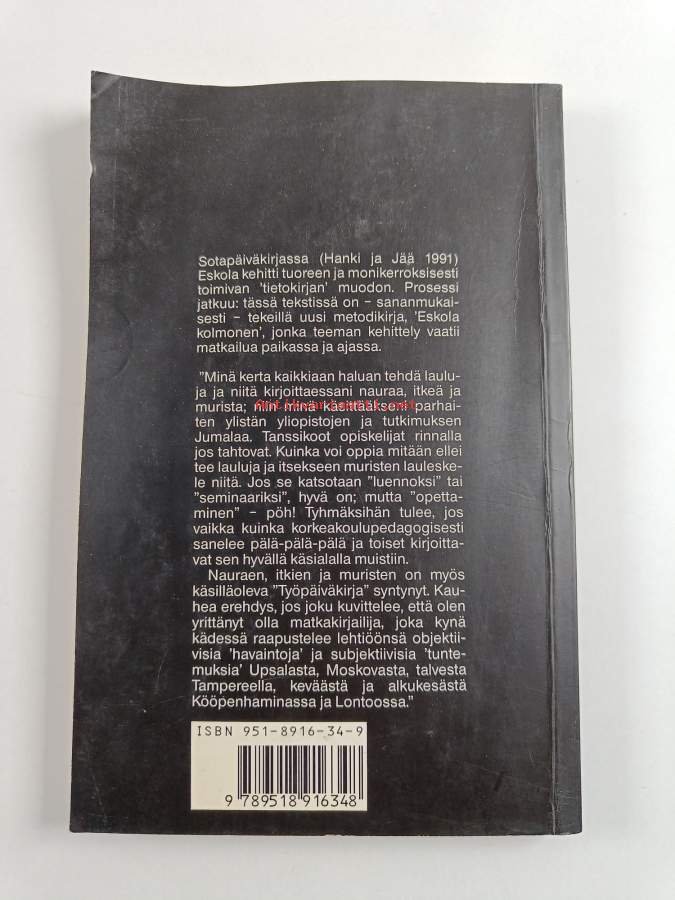 Sotapäiväkirjassa (Hanki ja Jää 1991)
Eskola kehitti tuoreen ja monikerroksisesti
toimivan 'tietokirjan' muodon. Prosessi
jatkuu: tässä tekstissä on – sananmukai-
sesti – tekeillä uusi metodikirja, 'Eskola
kolmonen', jonka teeman kehittely vaatii
matkailua paikassa ja ajassa.
"Minä kerta kaikkiaan haluan tehdä laulu-
ja ja niitä kirjoittaessani nauraa, itkeä ja
murista; niin minä käsittääkseni parhai-
ten ylistän yliopistojen ja tutkimuksen
Jumalaa. Tanssikoot opiskelijat rinnalla
jos tahtovat. Kuinka voi oppia mitään ellei
tee lauluja ja itsekseen muristen laulesKe-
le niitä. Jos se katsotaan "luennoksi" tai
"seminaariksi", hyvä on; mutta "opetta-
minen" – pöh! Tyhmäksihän tulee, jos
vaikka kuinka korkeakoulupedagogisesti
sanelee pälä-pälä-pälä ja toiset kirjoitta-
vat sen hyvällä käsialalla muistiin.
Nauraen, itkien ja muristen on myös
käsilläoleva "Työpäiväkirja" syntynyt. Kau-
hea erehdys, jos joku kuvittelee, että olen
yrittänyt olla matkakirjailija, joka kynä
kädessä raapustelee lehtiöönsä objektii-
visia 'havaintoja' ja subjektiivisia 'tunte-
muksia' Upsalasta, Moskovasta, talvesta
Tampereella, keväästä ja alkukesästä
Kööpenhaminassa ja Lontoossa."
ISBN 951-8916-34-9
9 789518 916348